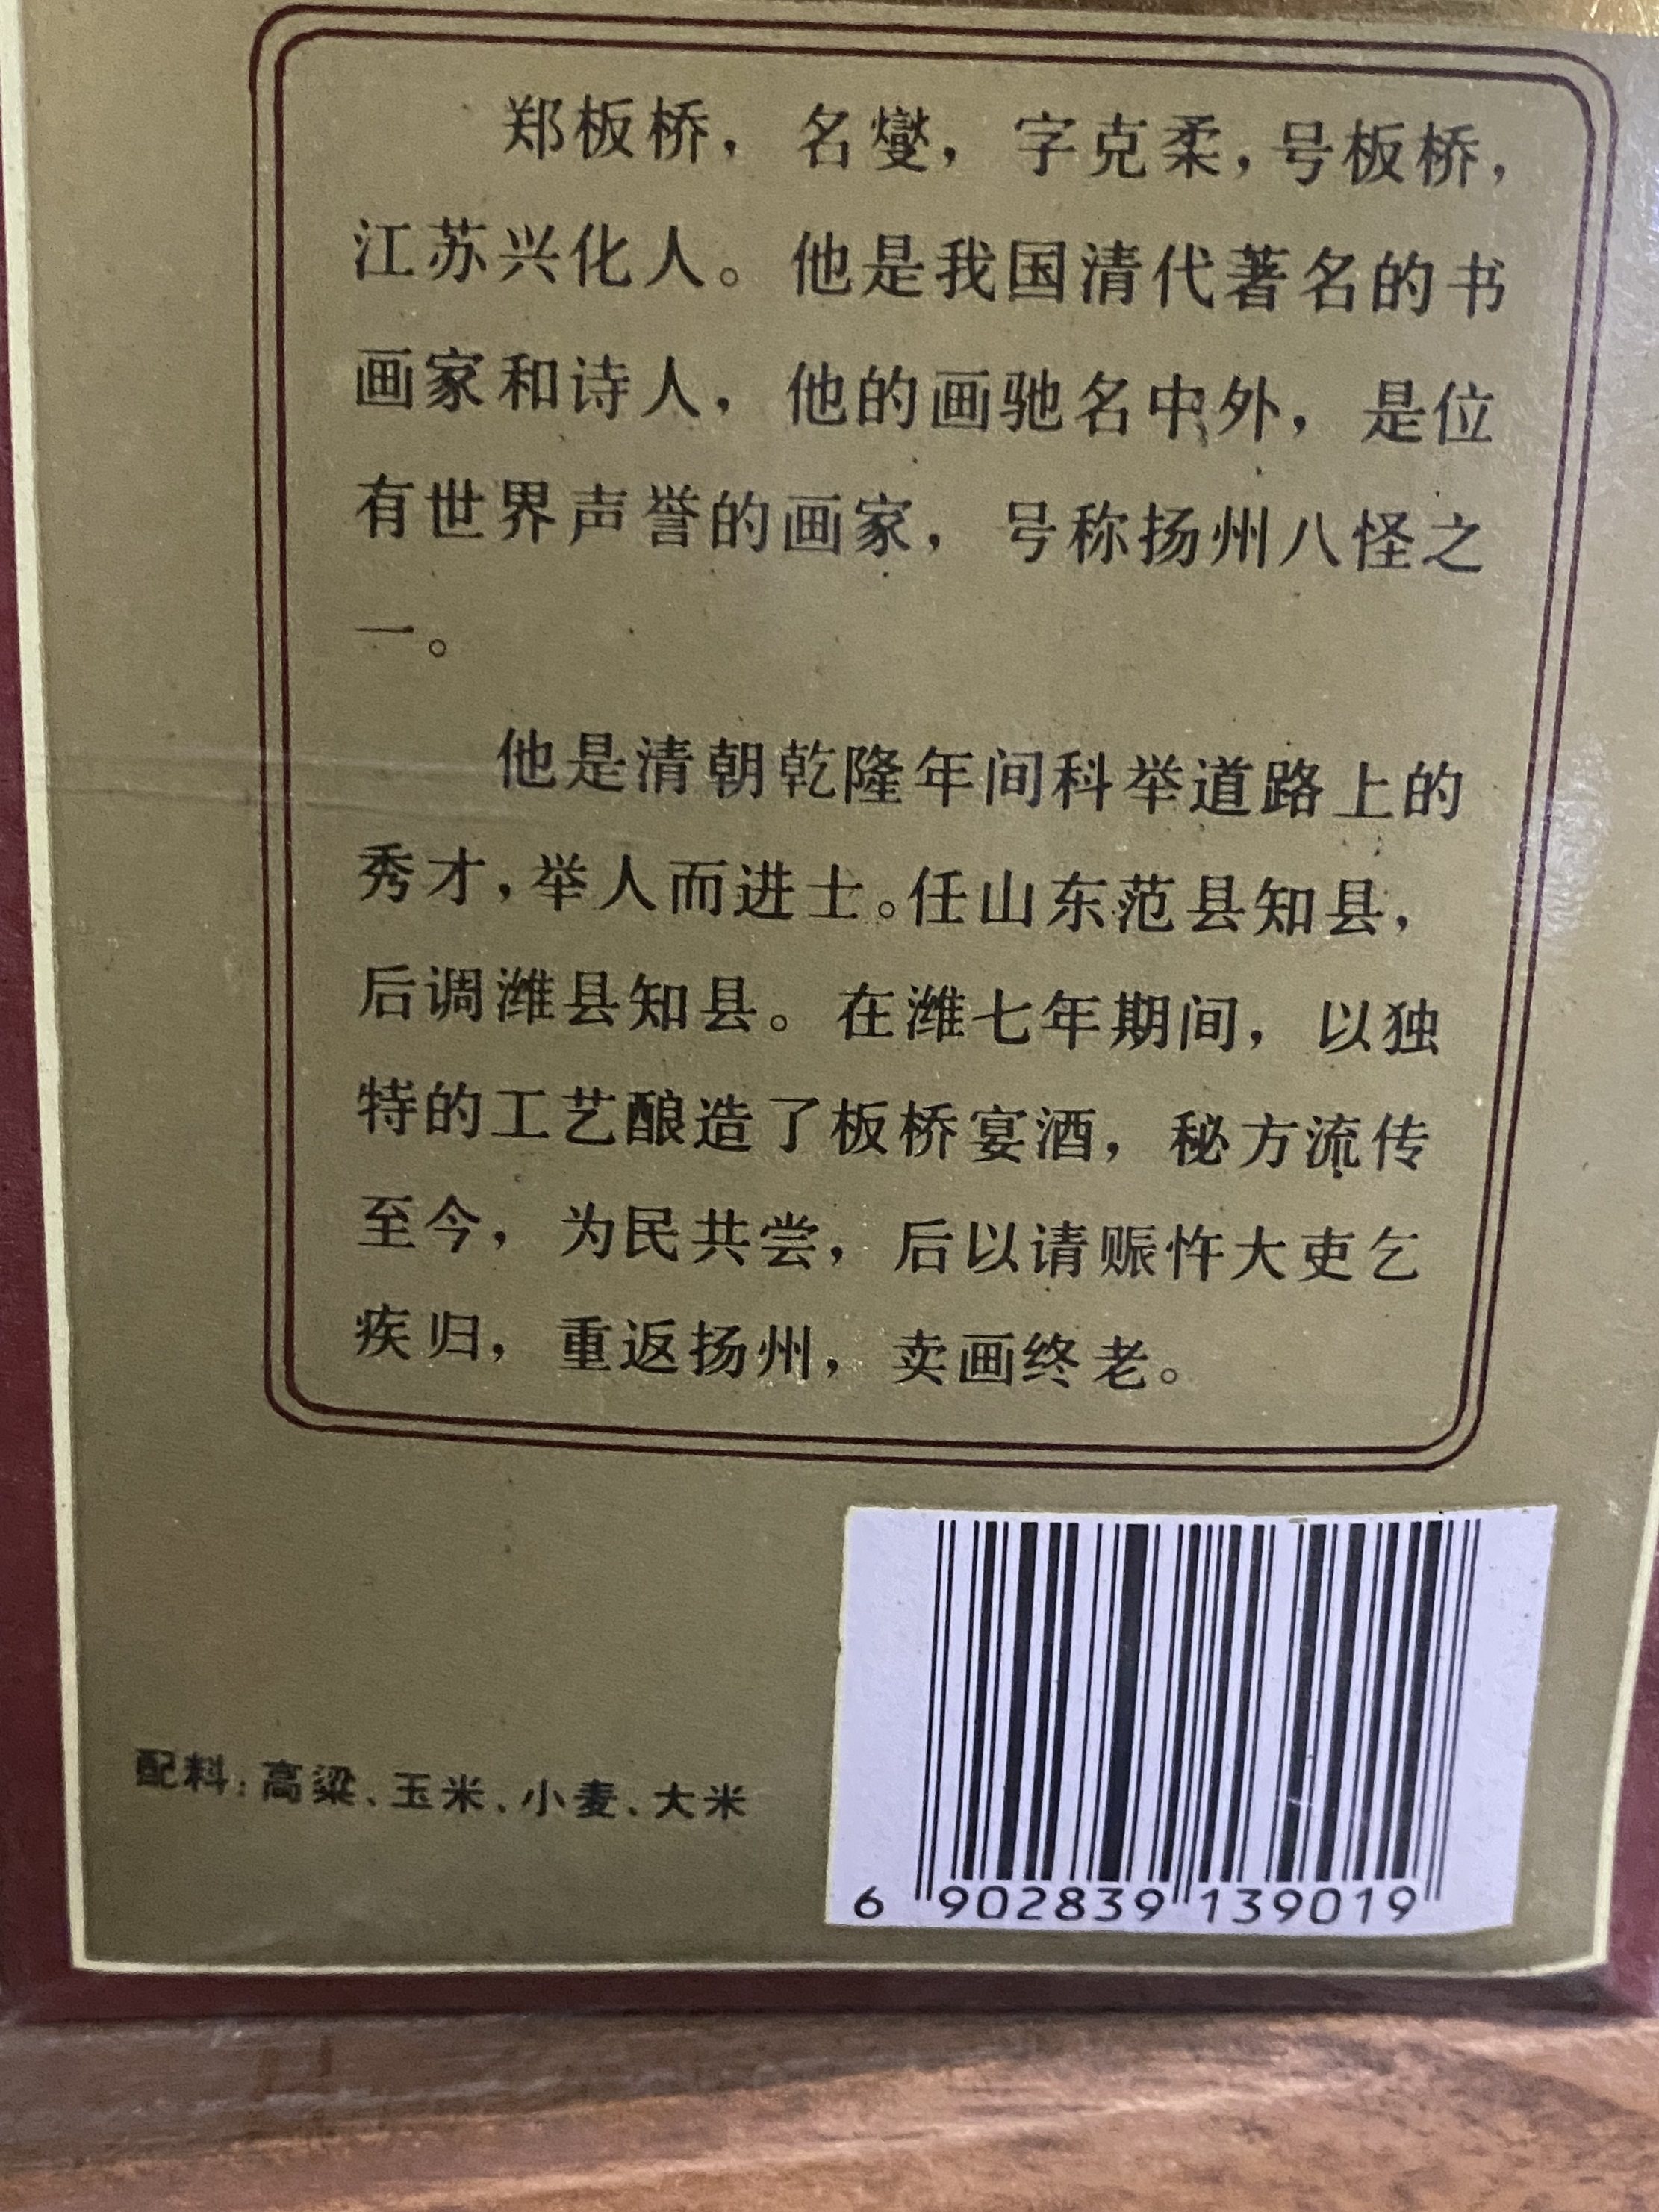 郑板桥，名燮，字克柔，号板桥，
江苏兴化人。他是我国清代著名的书
画家和诗人，他的画驰名中外，是位
有世界声誉的画家，号称扬州八怪之
一。
他是清朝乾隆年间科举道路上的
秀才，举人而进士。任山东范县知县，
后调潍县知县。在潍七年期间，以独
特的工艺酿造了板桥宴酒，秘方流传
至今，为民共尝，后以请赈忤大吏乞
疾归，重返扬州，卖画终老。
配料：高粱、玉米、小麦、大米
6 902839 139019